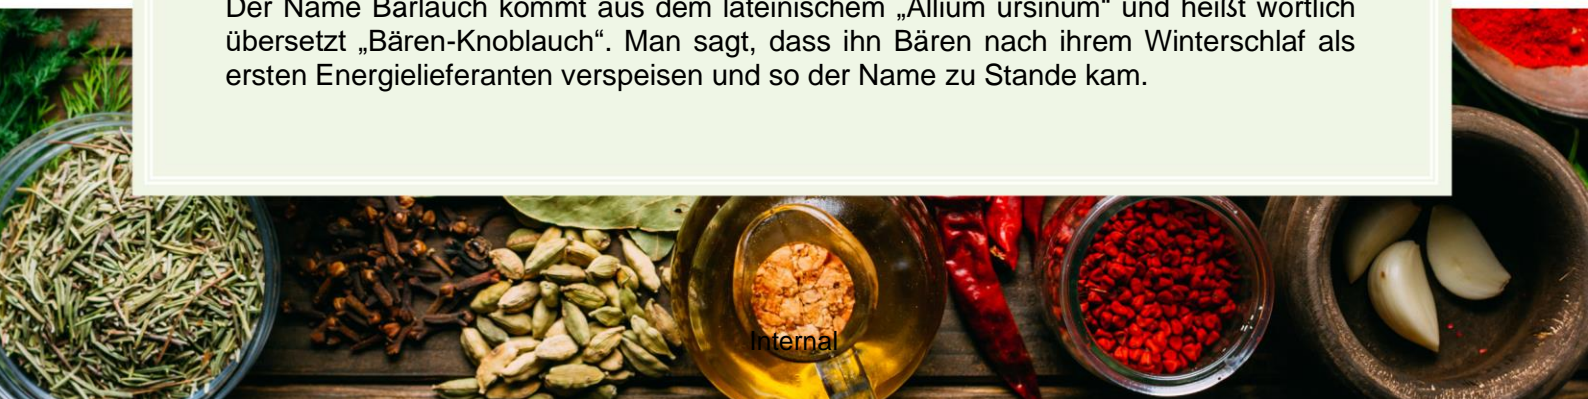 Der Name Bärlauch kommt aus dem lateinischem „Allium ursinum“ und heißt wörtlich
übersetzt „Bären-Knoblauch“. Man sagt, dass ihn Bären nach ihrem Winterschlaf als
ersten Energielieferanten verspeisen und so der Name zu Stande kam.
Internal